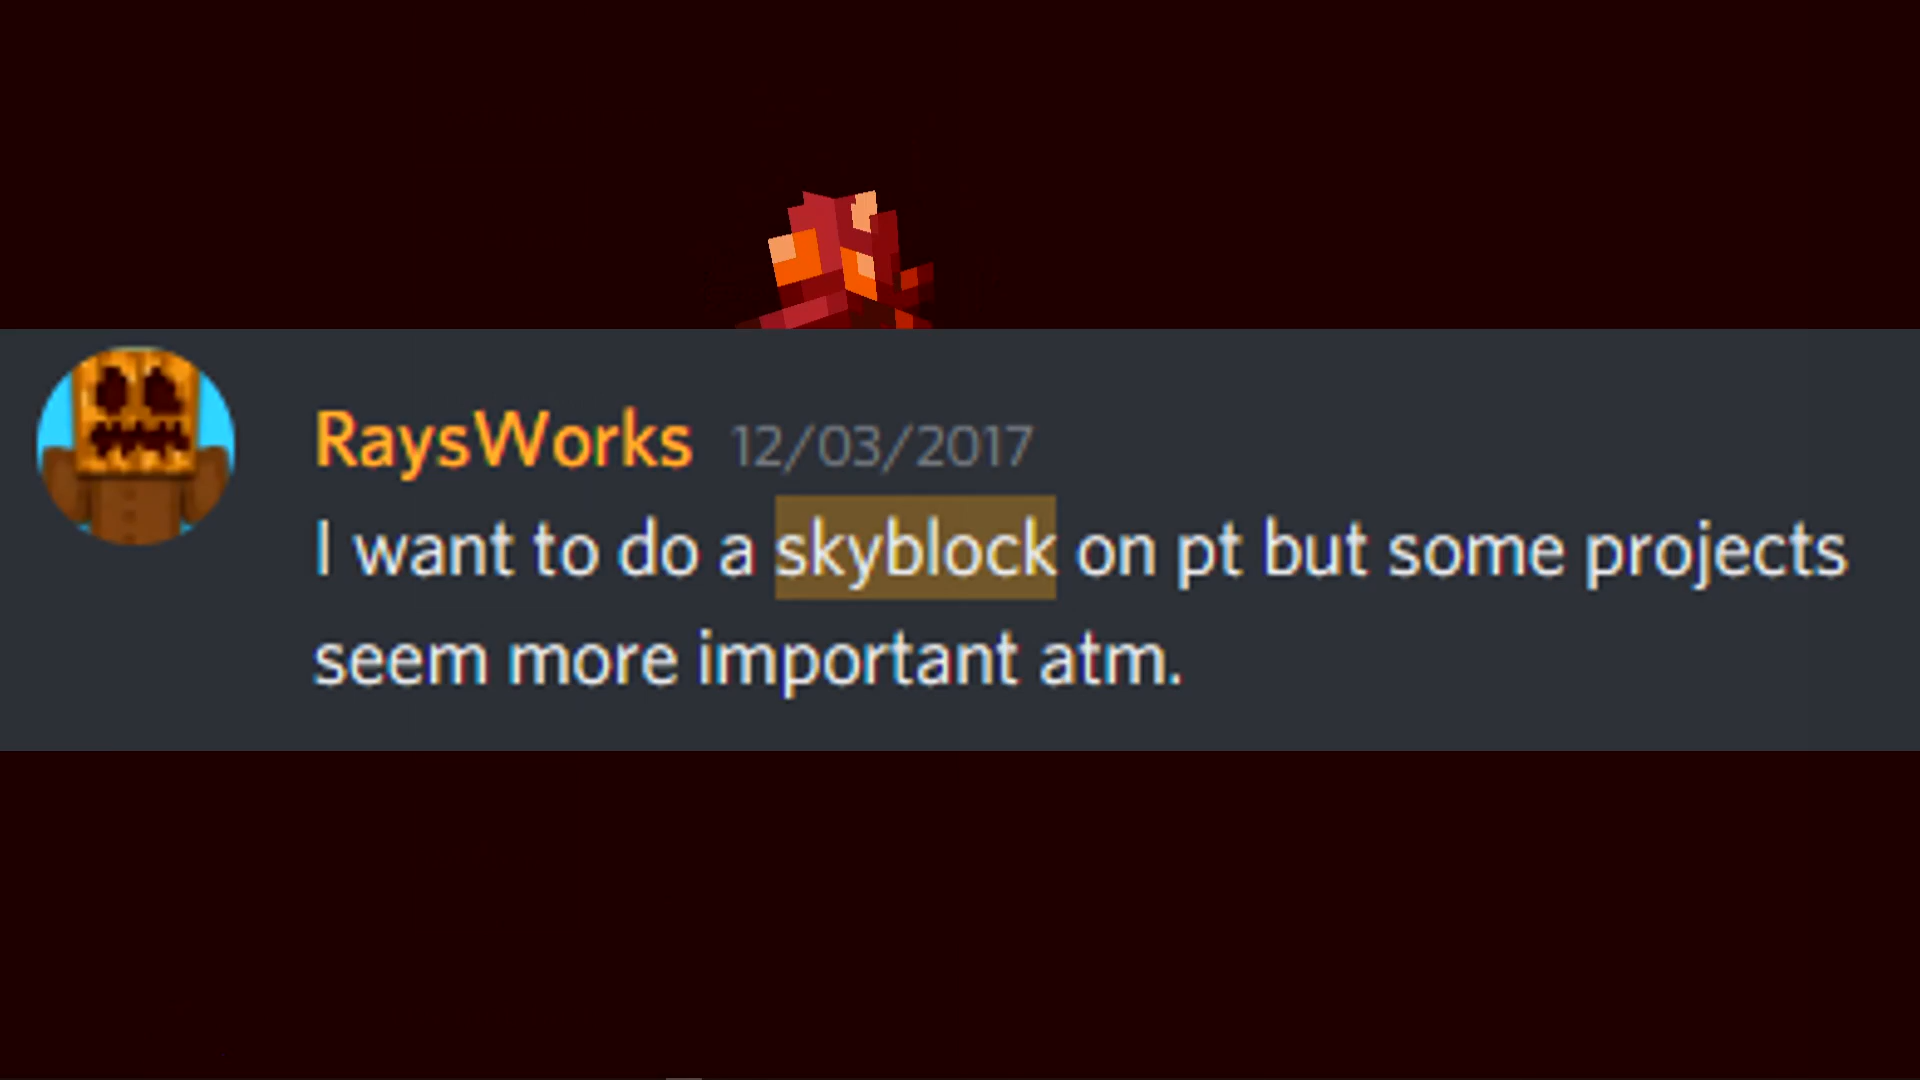 RaysWorks 12/03/2017
I want to do a skyblock on pt but some projects
seem more important atm.